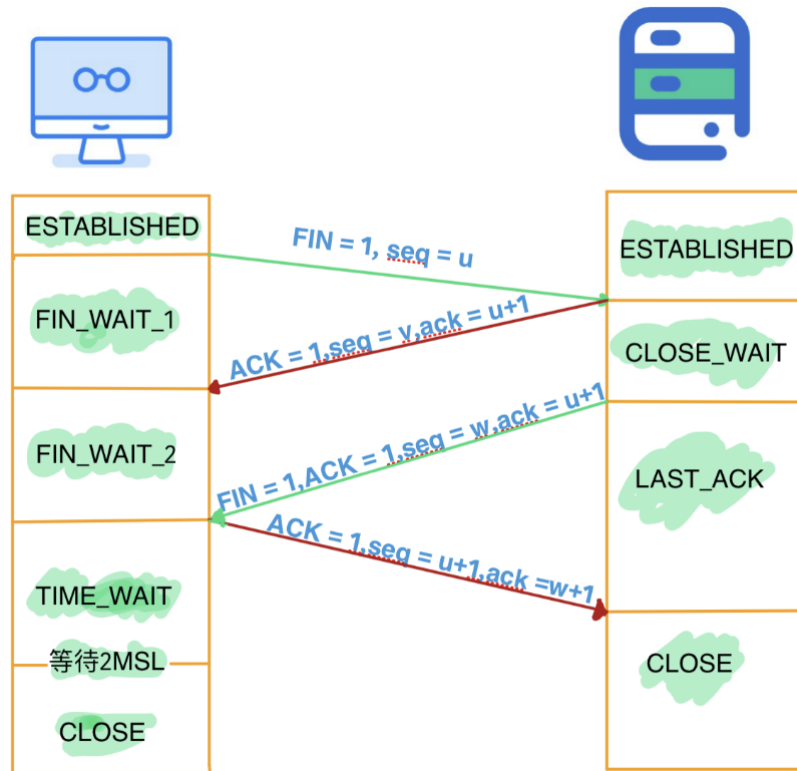 ESTABLISHED
FIN = 1, seq = u
ESTABLISHED
FIN_WAIT_1
ACK = 1,seq = v,ack = u+1
CLOSE_WAIT
FIN_WAIT_2
FIN = 1,ACK = 1,seq = w,ack = u+1
LAST_ACK
ACK = 1,seq = u+1,ack =w+1
TIME_WAIT
等待2MSL
CLOSE
CLOSE